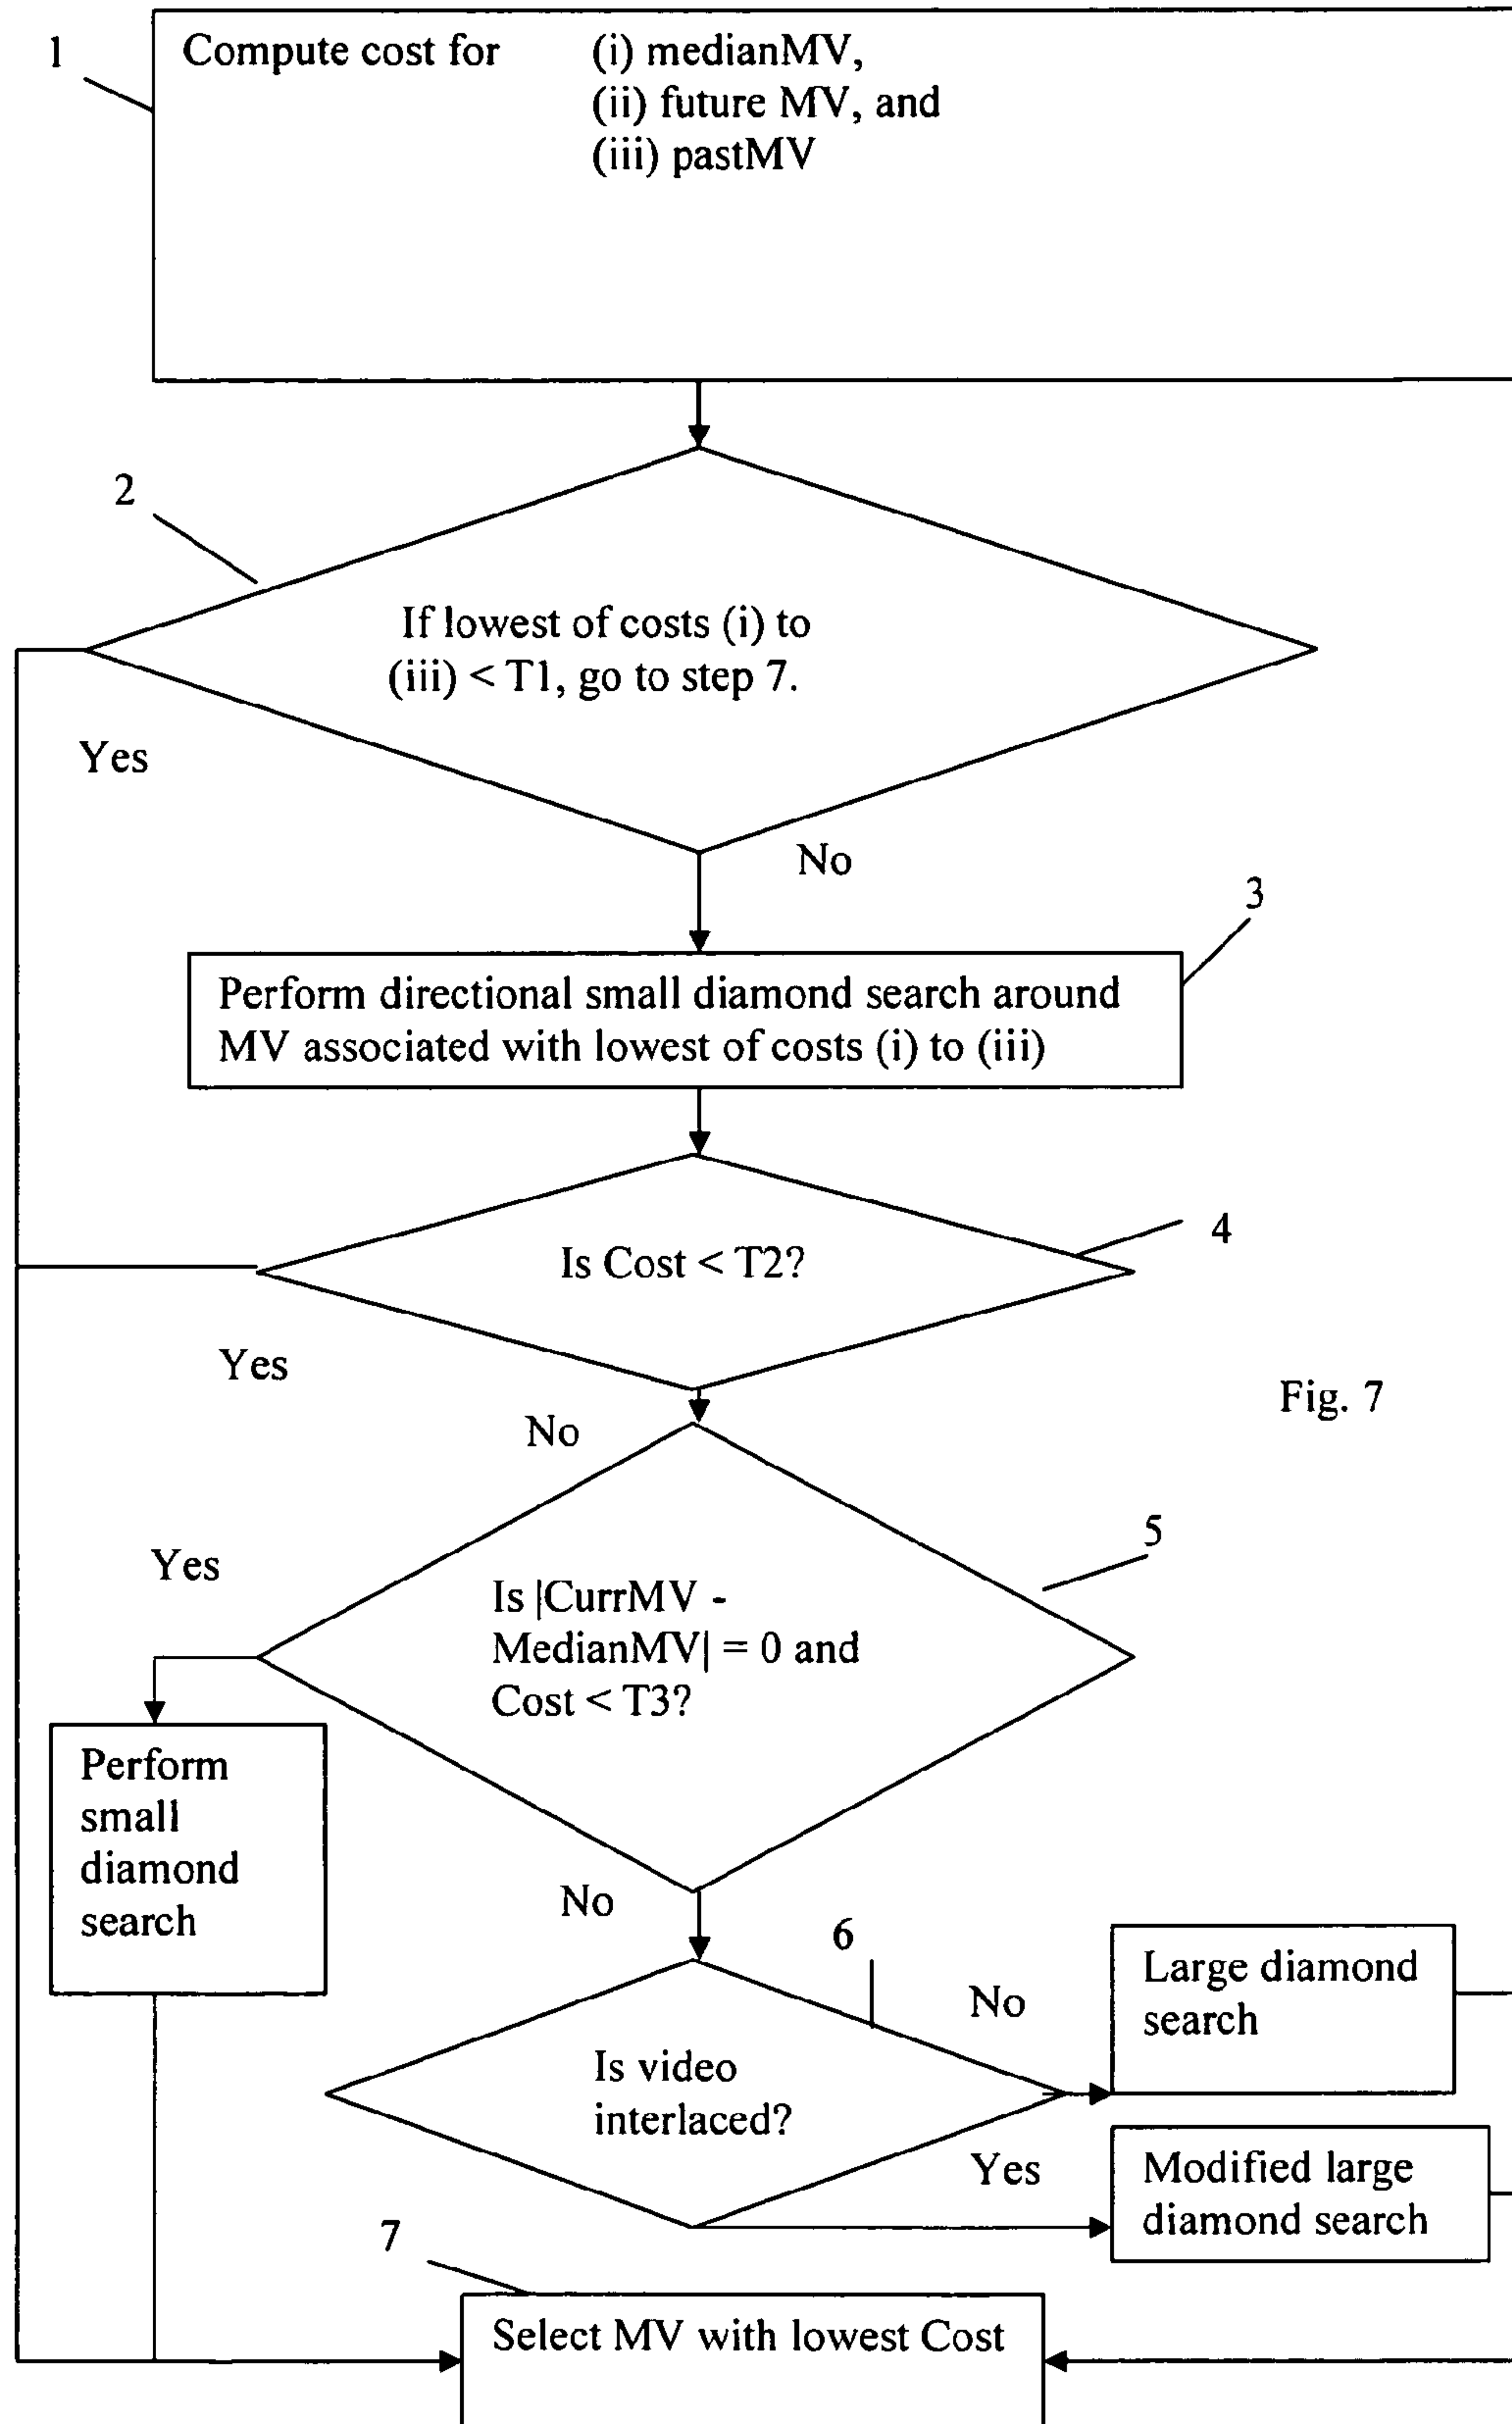 1
Compute cost for (i) medianMV,
(ii) future MV, and
(iii) pastMV
2
If lowest of costs (i) to
(iii) < T1, go to step 7.
Yes
No
3
Perform directional small diamond search around
MV associated with lowest of costs (i) to (iii)
4
Is Cost < T2?
Yes
Fig. 7
No
5
Yes
Is |CurrMV -
MedianMV| = 0 and
Cost < T3?
Perform
small
diamond
search
No
6
No
Large diamond
search
Is video
interlaced?
Yes
Modified large
diamond search
7
Select MV with lowest Cost